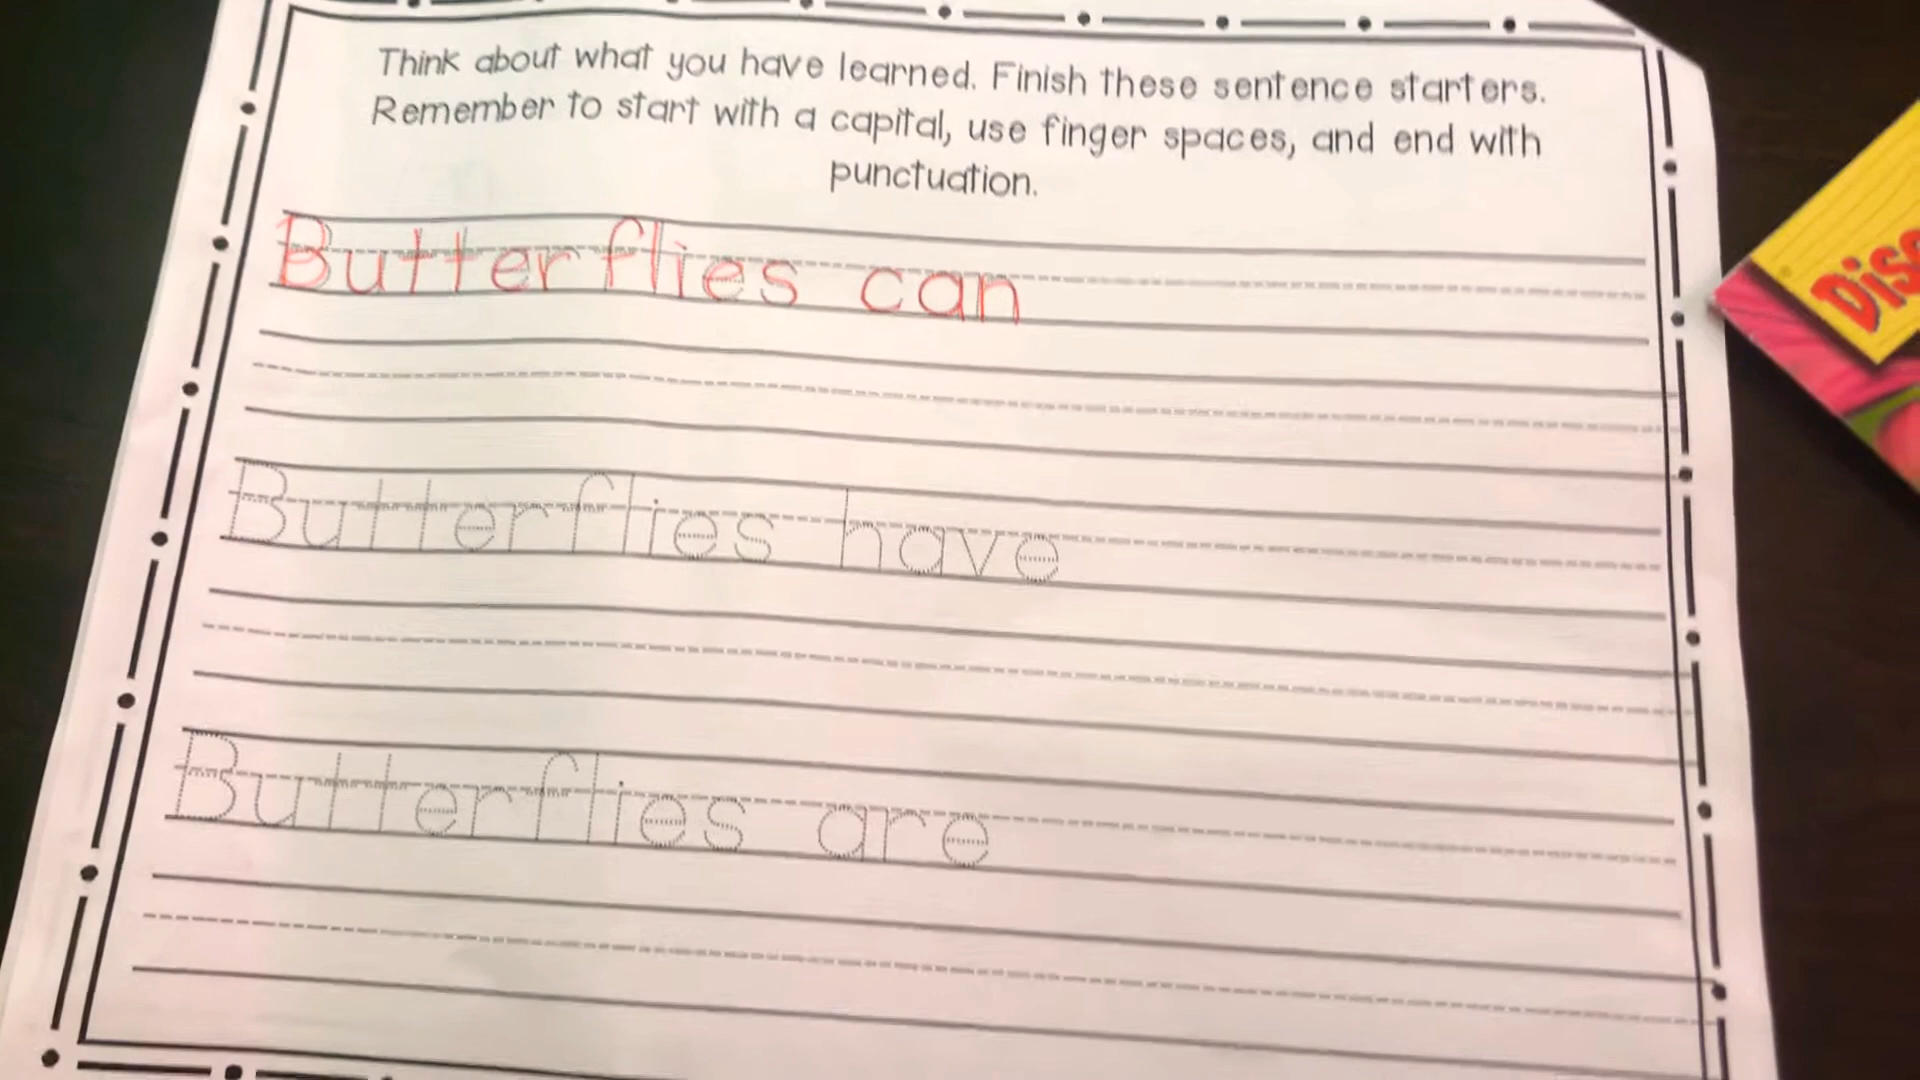 Think about what you have learned. Finish these sentence starters.
Remember to start with a capital, use finger spaces, and end with
punctuation.
Butterflies can
Butterflies have
Butterflies are